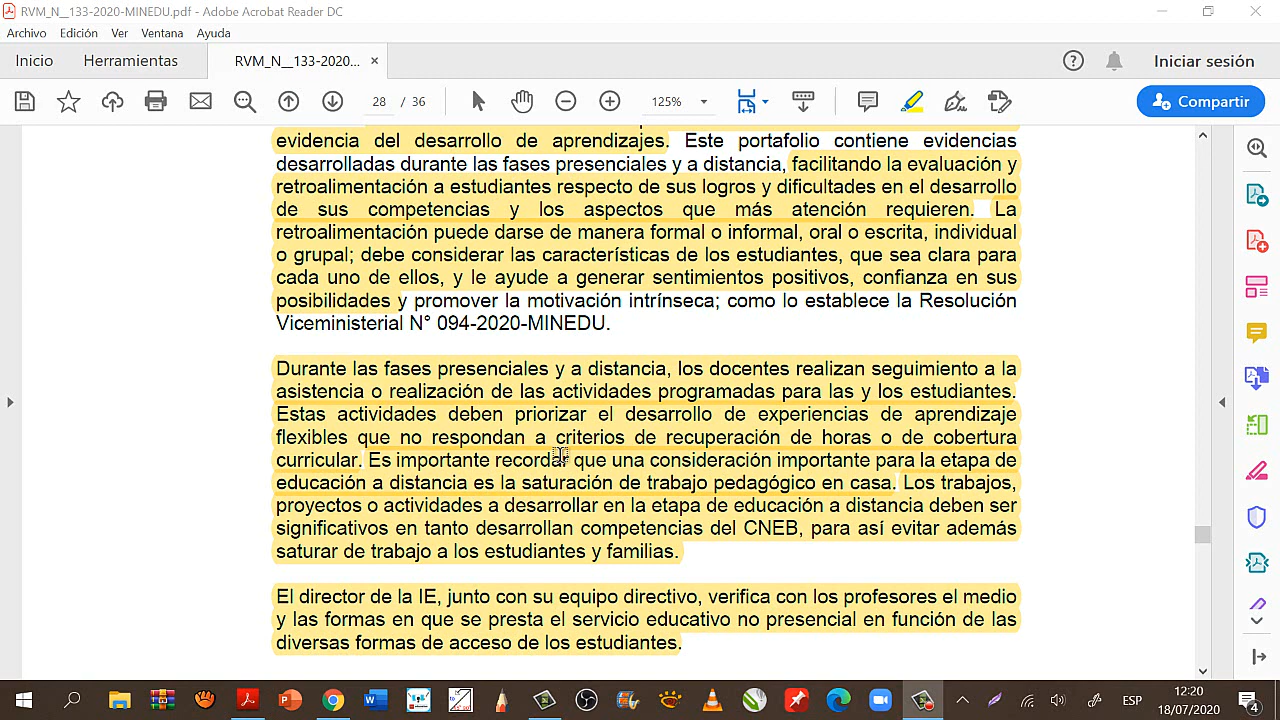 RVM_N__133-2020-MINEDU.pdf - Adobe Acrobat Reader DC
Archivo Edición Ver Ventana Ayuda
Inicio Herramientas RVM_N__133-2020... × Iniciar sesión
28 / 36 125% Compartir
evidencia del desarrollo de aprendizajes. Este portafolio contiene evidencias
desarrolladas durante las fases presenciales y a distancia, facilitando la evaluación y
retroalimentación a estudiantes respecto de sus logros y dificultades en el desarrollo
de sus competencias y los aspectos que más atención requieren. La
retroalimentación puede darse de manera formal o informal, oral o escrita, individual
o grupal; debe considerar las características de los estudiantes, que sea clara para
cada uno de ellos, y le ayude a generar sentimientos positivos, confianza en sus
posibilidades y promover la motivación intrínseca; como lo establece la Resolución
Viceministerial N° 094-2020-MINEDU.
Durante las fases presenciales y a distancia, los docentes realizan seguimiento a la
asistencia o realización de las actividades programadas para las y los estudiantes.
Estas actividades deben priorizar el desarrollo de experiencias de aprendizaje
flexibles que no respondan a criterios de recuperación de horas o de cobertura
curricular. Es importante recordar que una consideración importante para la etapa de
educación a distancia es la saturación de trabajo pedagógico en casa. Los trabajos,
proyectos o actividades a desarrollar en la etapa de educación a distancia deben ser
significativos en tanto desarrollan competencias del CNEB, para así evitar además
saturar de trabajo a los estudiantes y familias.
El director de la IE, junto con su equipo directivo, verifica con los profesores el medio
y las formas en que se presta el servicio educativo no presencial en función de las
diversas formas de acceso de los estudiantes.
ESP 12:20
18/07/2020 4